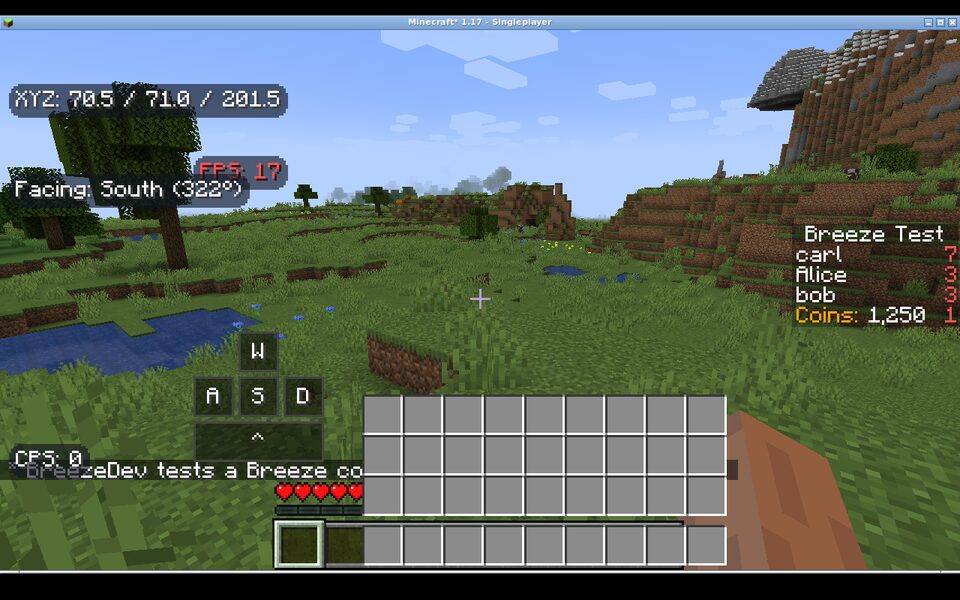 Minecraft* 1.17 - Singleplayer
XYZ: 70.5 / 71.0 / 201.5
FPS: 17
Facing: South (322°)
Breeze Test
carl 7
Alice 3
bob 3
Coins: 1,250 1
W
A S D
^
CPS: 0
* BreezeDev tests a Breeze co